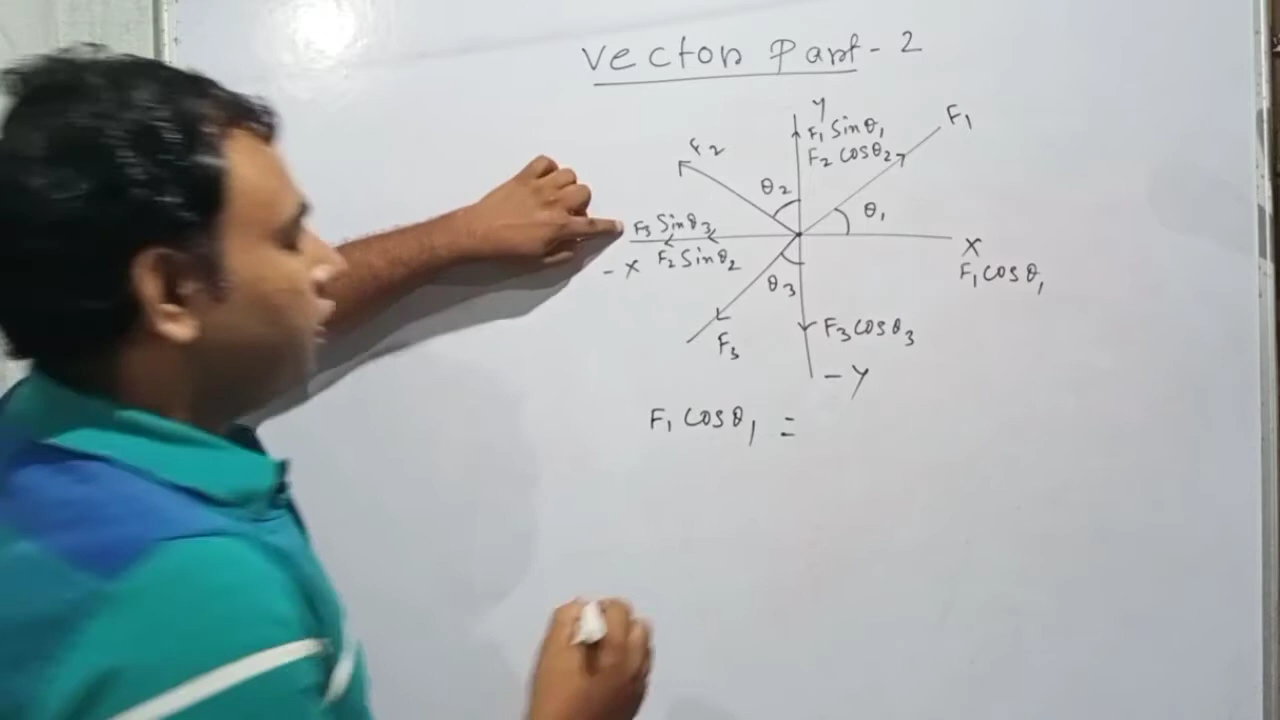 Vector Part - 2
Y
F₁ Sinθ₁
F₂ cosθ₂
F₁
F₂
θ₂
θ₁
F₃ Sinθ₃
F₂ Sinθ₂
- X
X
F₁ cosθ₁
θ₃
F₃
F₃ cosθ₃
- Y
F₁ cosθ₁ =